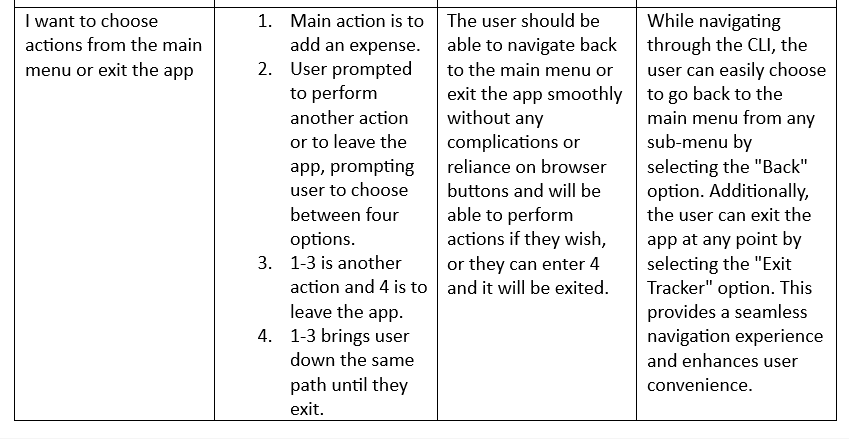 I want to choose
actions from the main
menu or exit the app
1. Main action is to
add an expense.
2. User prompted
to perform
another action
or to leave the
app, prompting
user to choose
between four
options.
3. 1-3 is another
action and 4 is to
leave the app.
4. 1-3 brings user
down the same
path until they
exit.
The user should be
able to navigate back
to the main menu or
exit the app smoothly
without any
complications or
reliance on browser
buttons and will be
able to perform
actions if they wish,
or they can enter 4
and it will be exited.
While navigating
through the CLI, the
user can easily choose
to go back to the
main menu from any
sub-menu by
selecting the "Back"
option. Additionally,
the user can exit the
app at any point by
selecting the "Exit
Tracker" option. This
provides a seamless
navigation experience
and enhances user
convenience.